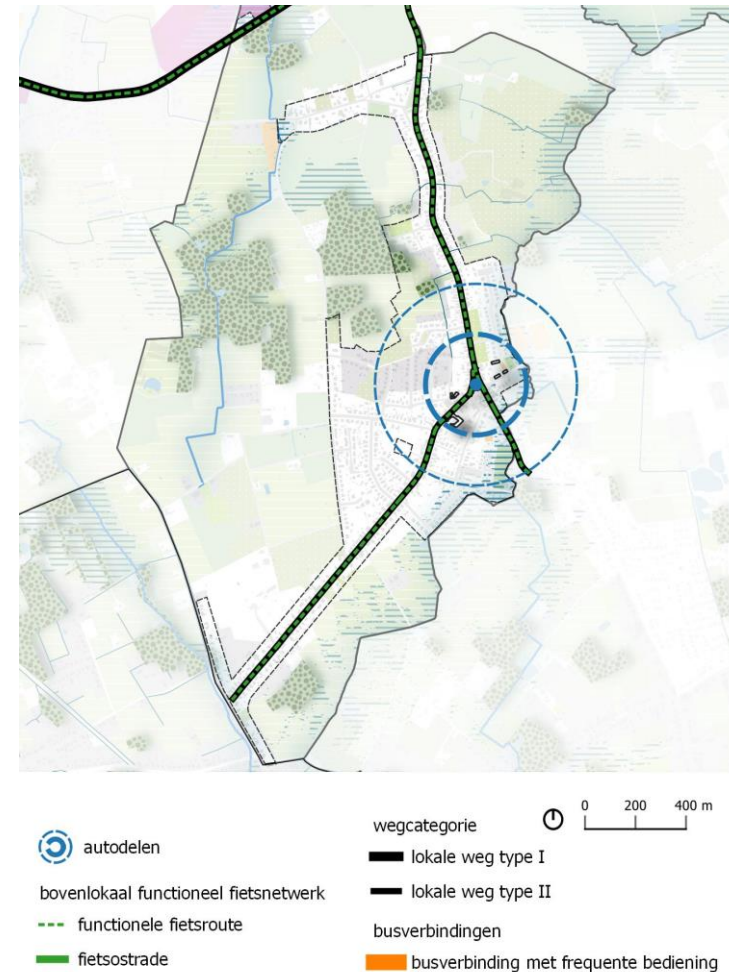 autodelen
bovenlokaal functioneel fietsnetwerk
functionele fietsroute
fietsostrade
wegcategorie
lokale weg type I
lokale weg type II
busverbindingen
busverbinding met frequente bediening
0 200 400 m